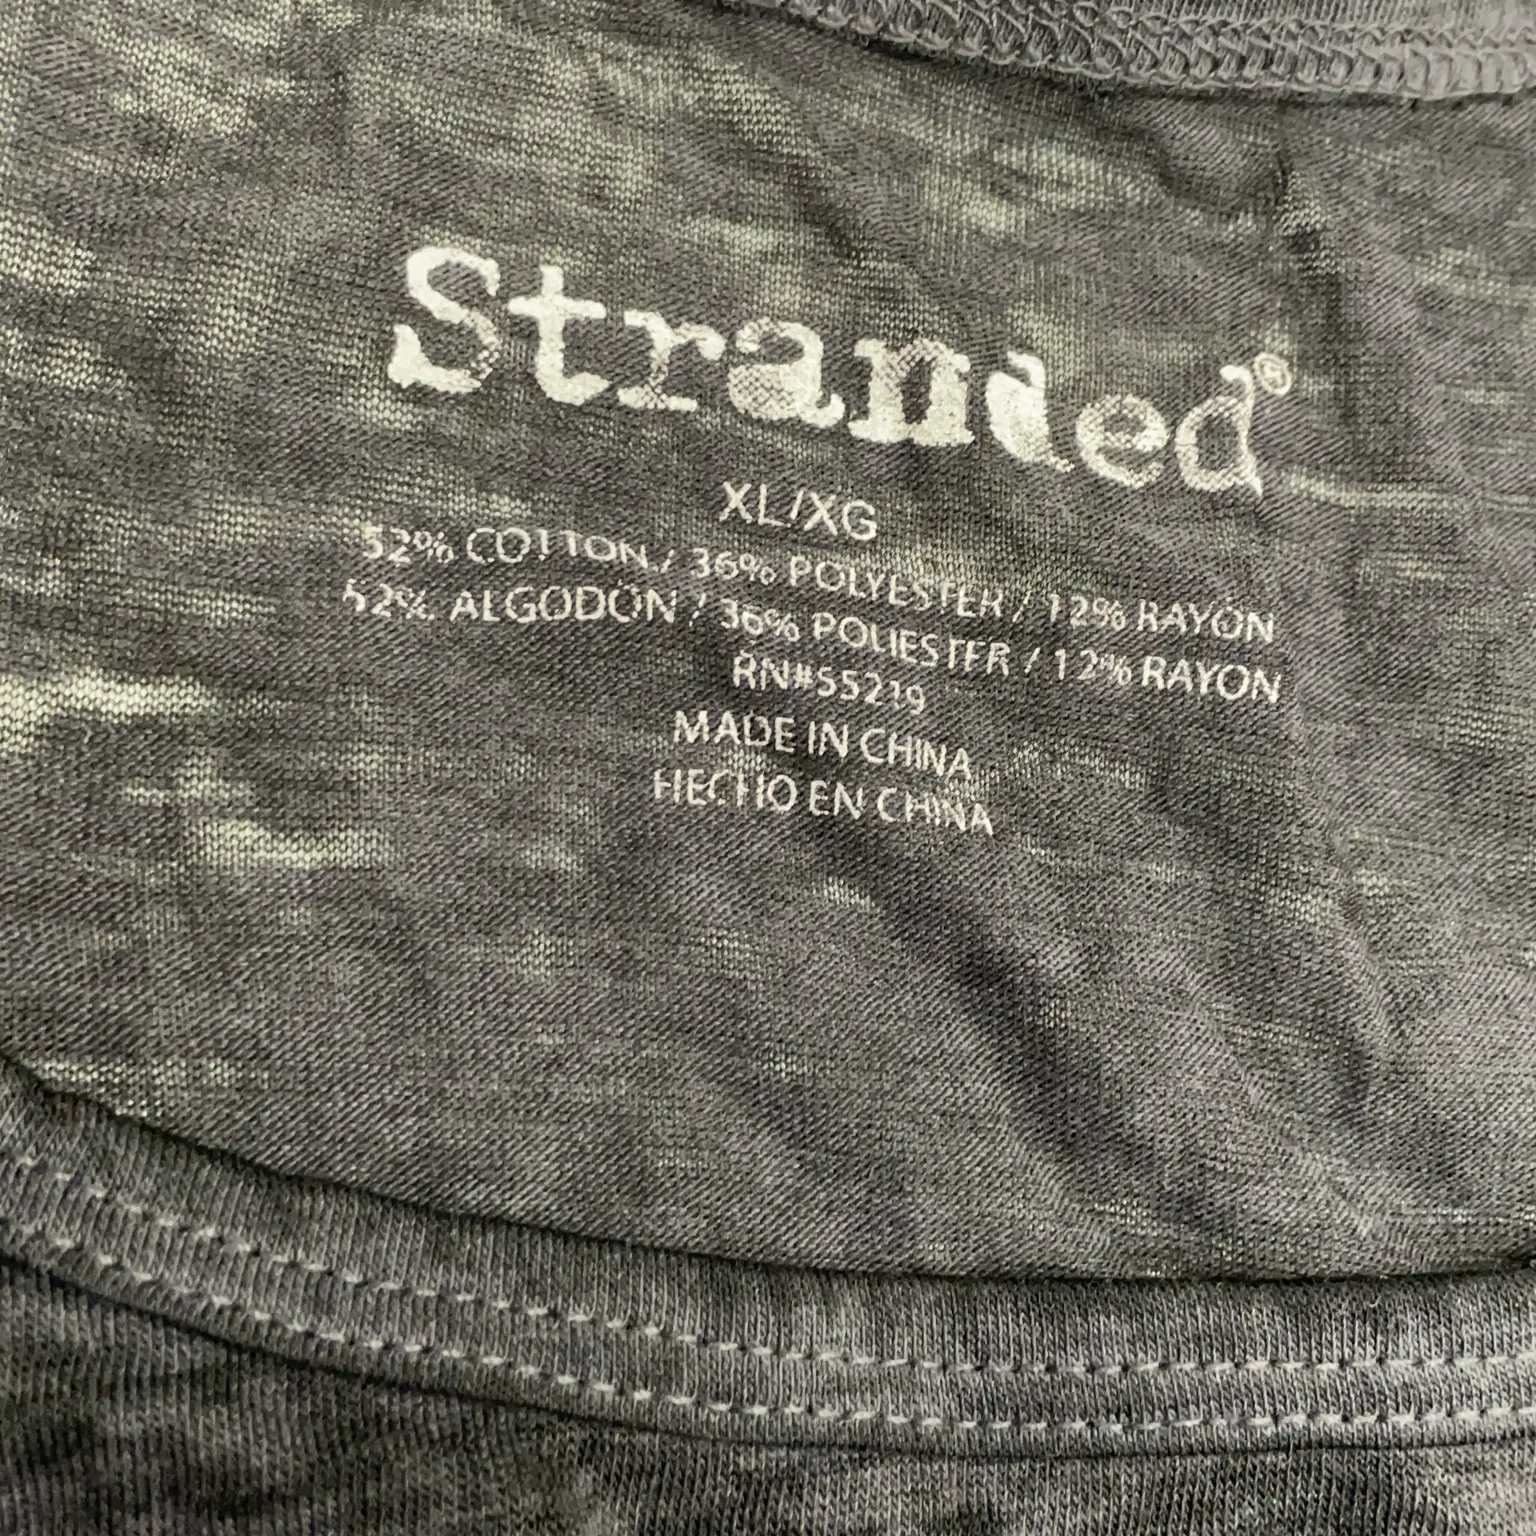 Stranded®
XL/XG
52% COTTON / 36% POLYESTER / 12% RAYON
52% ALGODÓN / 36% POLIESTER / 12% RAYON
RN#55219
MADE IN CHINA
HECHO EN CHINA